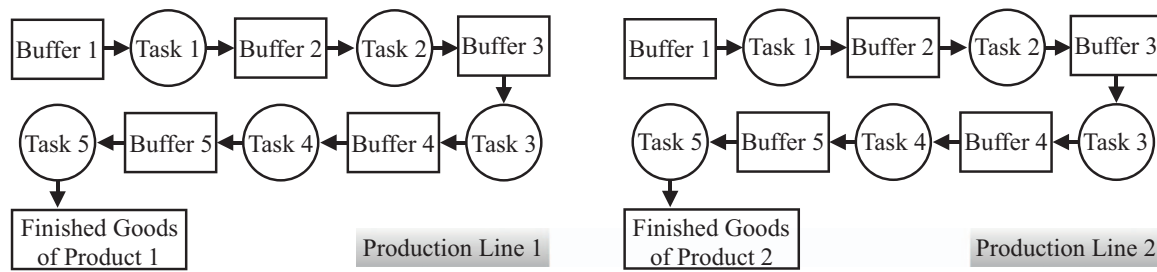 Buffer 1
Task 1
Buffer 2
Task 2
Buffer 3
Task 3
Buffer 4
Task 4
Buffer 5
Task 5
Finished Goods
of Product 1
Production Line 1
Buffer 1
Task 1
Buffer 2
Task 2
Buffer 3
Task 3
Buffer 4
Task 4
Buffer 5
Task 5
Finished Goods
of Product 2
Production Line 2